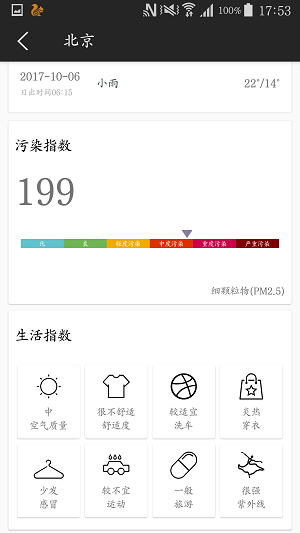 100% 17:53
北京
2017-10-06 小雨 22°/14°
日出时间06:15
污染指数
199
优 良 轻度污染 中度污染 重度污染 严重污染
细颗粒物(PM2.5)
生活指数
中 很不舒适 较适宜 炎热
空气质量 舒适度 洗车 穿衣
少发 较不宜 一般 很强
感冒 运动 旅游 紫外线